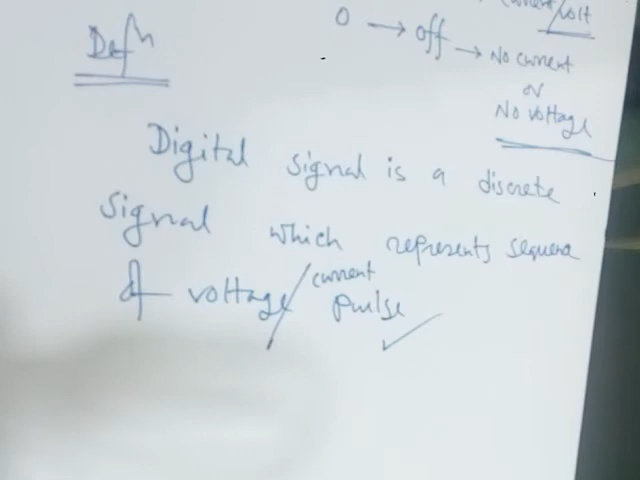 current/volt
0 → off → No current
or
No voltage
Defn
Digital signal is a discrete
signal which represents sequence
of voltage/current pulse